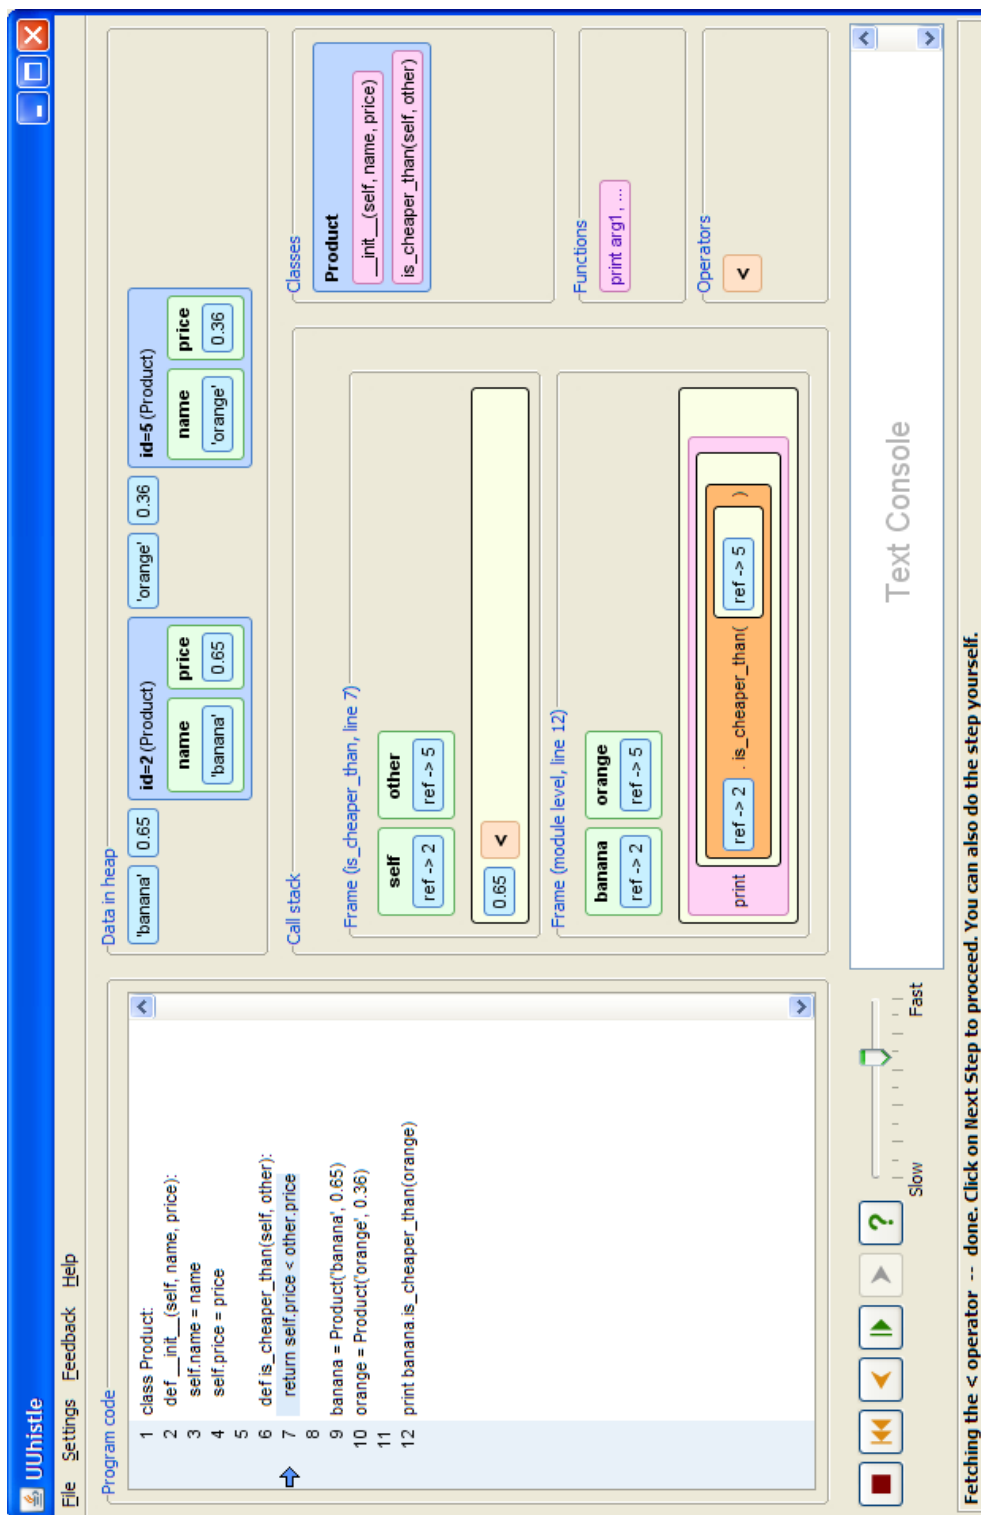 UUhistle
File Settings Feedback Help
Program code
1 class Product:
2 def __init__(self, name, price):
3 self.name = name
4 self.price = price
5
6 def is_cheaper_than(self, other):
7 return self.price < other.price
8
9 banana = Product('banana', 0.65)
10 orange = Product('orange', 0.36)
11
12 print banana.is_cheaper_than(orange)
Slow Fast
Data in heap
'banana' 0.65
id=2 (Product)
name price
'banana' 0.65
'orange' 0.36
id=5 (Product)
name price
'orange' 0.36
Call stack
Frame (is_cheaper_than, line 7)
self other
ref -> 2 ref -> 5
0.65 <
Frame (module level, line 12)
banana orange
ref -> 2 ref -> 5
print ref -> 2 . is_cheaper_than( ref -> 5 )
Classes
Product
__init__(self, name, price)
is_cheaper_than(self, other)
Functions
print arg1, ...
Operators
<
Text Console
Fetching the < operator -- done. Click on Next Step to proceed. You can also do the step yourself.